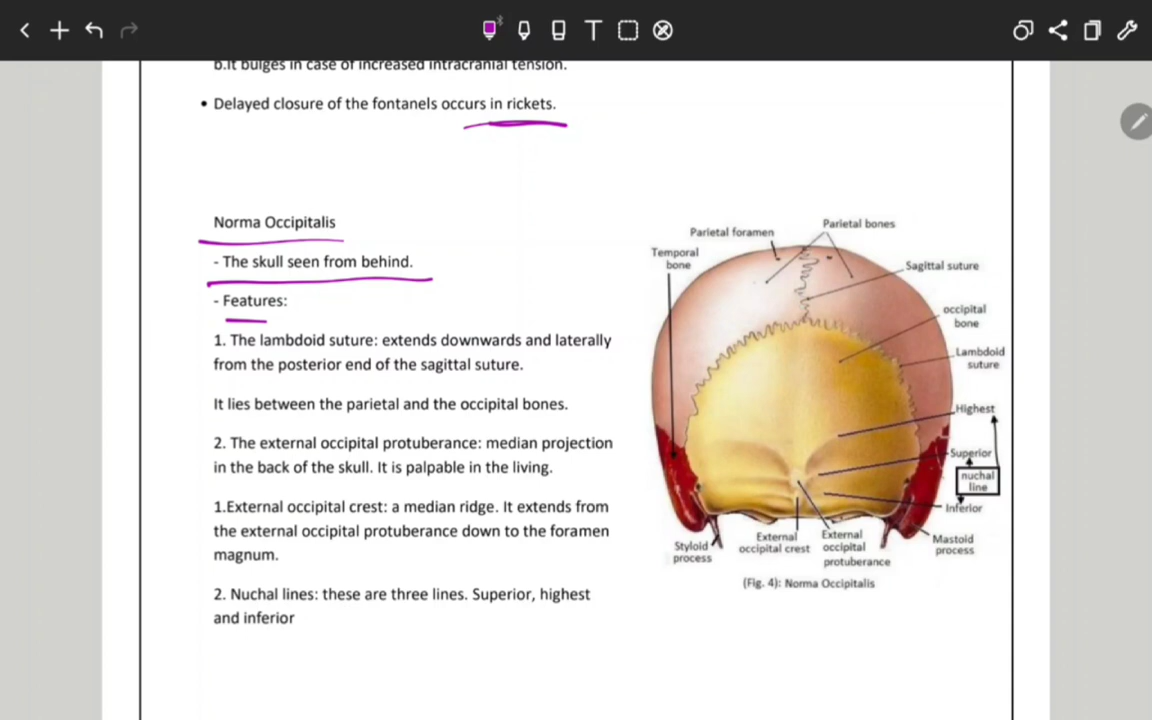 T
b.It bulges in case of increased intracranial tension.
• Delayed closure of the fontanels occurs in rickets.
Norma Occipitalis
- The skull seen from behind.
- Features:
1. The lambdoid suture: extends downwards and laterally
from the posterior end of the sagittal suture.
It lies between the parietal and the occipital bones.
2. The external occipital protuberance: median projection
in the back of the skull. It is palpable in the living.
1.External occipital crest: a median ridge. It extends from
the external occipital protuberance down to the foramen
magnum.
2. Nuchal lines: these are three lines. Superior, highest
and inferior
Parietal foramen
Parietal bones
Temporal
bone
Sagittal suture
occipital
bone
Lambdoid
suture
Highest
Superior
nuchal
line
Inferior
Mastoid
process
Styloid
process
External
occipital crest
External
occipital
protuberance
(Fig. 4): Norma Occipitalis